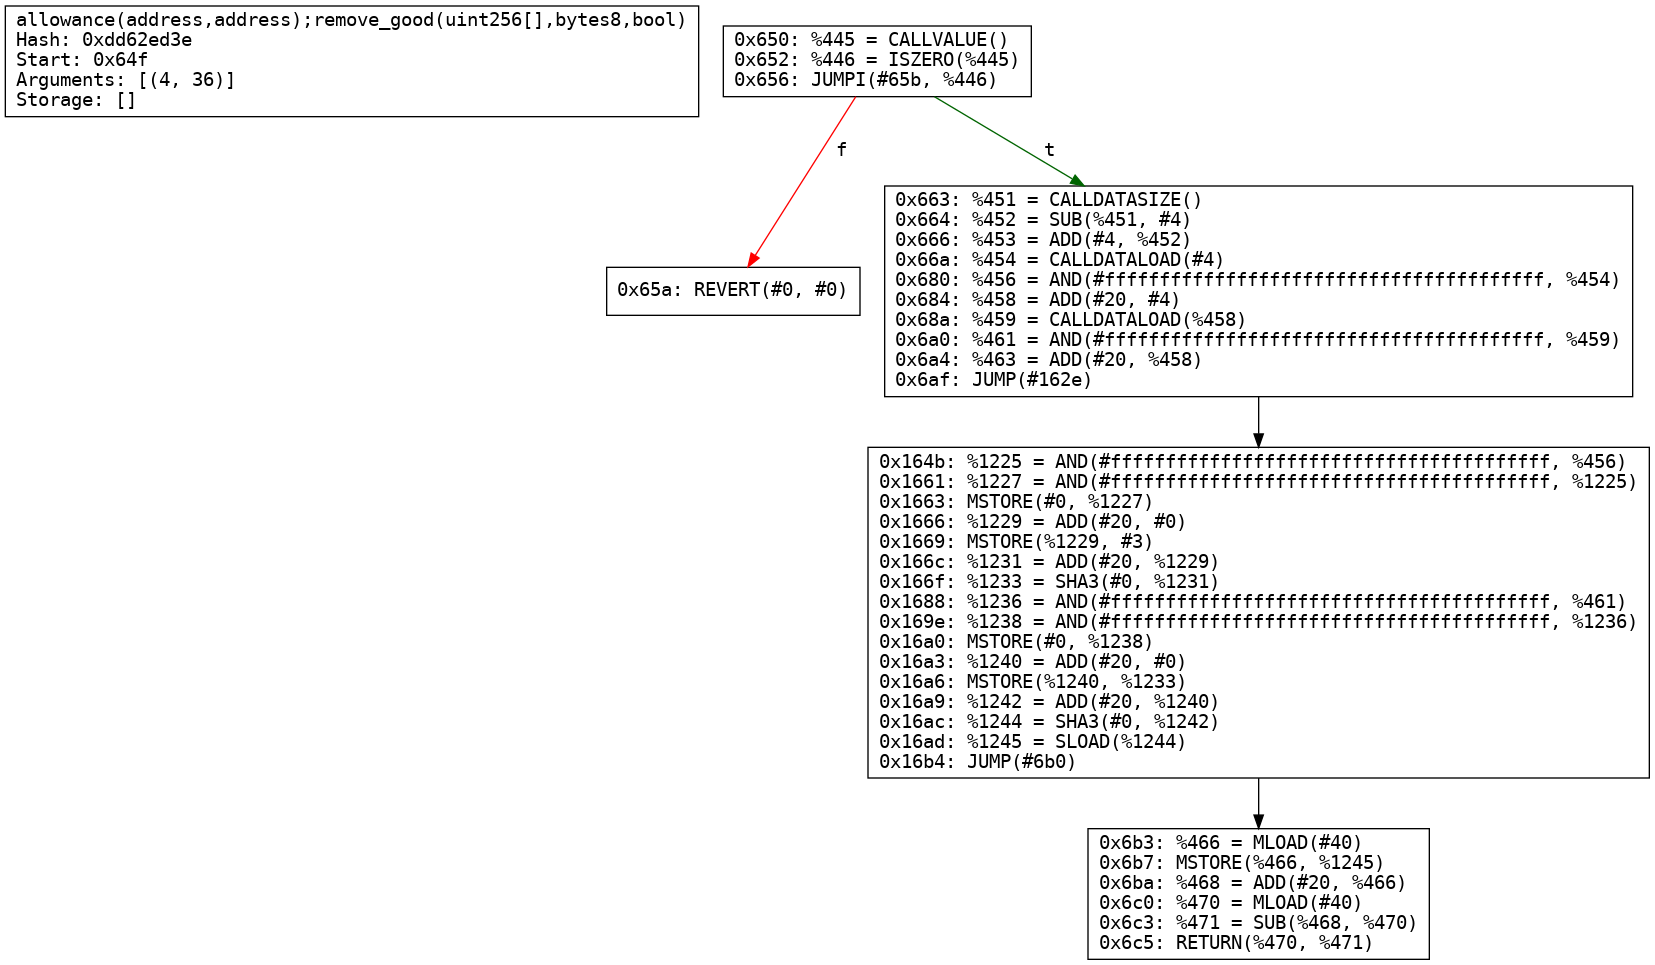 allowance(address,address);remove_good(uint256[],bytes8,bool)
Hash: 0xdd62ed3e
Start: 0x64f
Arguments: [(4, 36)]
Storage: []
0x650: %445 = CALLVALUE()
0x652: %446 = ISZERO(%445)
0x656: JUMPI(#65b, %446)
f
t
0x65a: REVERT(#0, #0)
0x663: %451 = CALLDATASIZE()
0x664: %452 = SUB(%451, #4)
0x666: %453 = ADD(#4, %452)
0x66a: %454 = CALLDATALOAD(#4)
0x680: %456 = AND(#ffffffffffffffffffffffffffffffffffffffff, %454)
0x684: %458 = ADD(#20, #4)
0x68a: %459 = CALLDATALOAD(%458)
0x6a0: %461 = AND(#ffffffffffffffffffffffffffffffffffffffff, %459)
0x6a4: %463 = ADD(#20, %458)
0x6af: JUMP(#162e)
0x164b: %1225 = AND(#ffffffffffffffffffffffffffffffffffffffff, %456)
0x1661: %1227 = AND(#ffffffffffffffffffffffffffffffffffffffff, %1225)
0x1663: MSTORE(#0, %1227)
0x1666: %1229 = ADD(#20, #0)
0x1669: MSTORE(%1229, #3)
0x166c: %1231 = ADD(#20, %1229)
0x166f: %1233 = SHA3(#0, %1231)
0x1688: %1236 = AND(#ffffffffffffffffffffffffffffffffffffffff, %461)
0x169e: %1238 = AND(#ffffffffffffffffffffffffffffffffffffffff, %1236)
0x16a0: MSTORE(#0, %1238)
0x16a3: %1240 = ADD(#20, #0)
0x16a6: MSTORE(%1240, %1233)
0x16a9: %1242 = ADD(#20, %1240)
0x16ac: %1244 = SHA3(#0, %1242)
0x16ad: %1245 = SLOAD(%1244)
0x16b4: JUMP(#6b0)
0x6b3: %466 = MLOAD(#40)
0x6b7: MSTORE(%466, %1245)
0x6ba: %468 = ADD(#20, %466)
0x6c0: %470 = MLOAD(#40)
0x6c3: %471 = SUB(%468, %470)
0x6c5: RETURN(%470, %471)